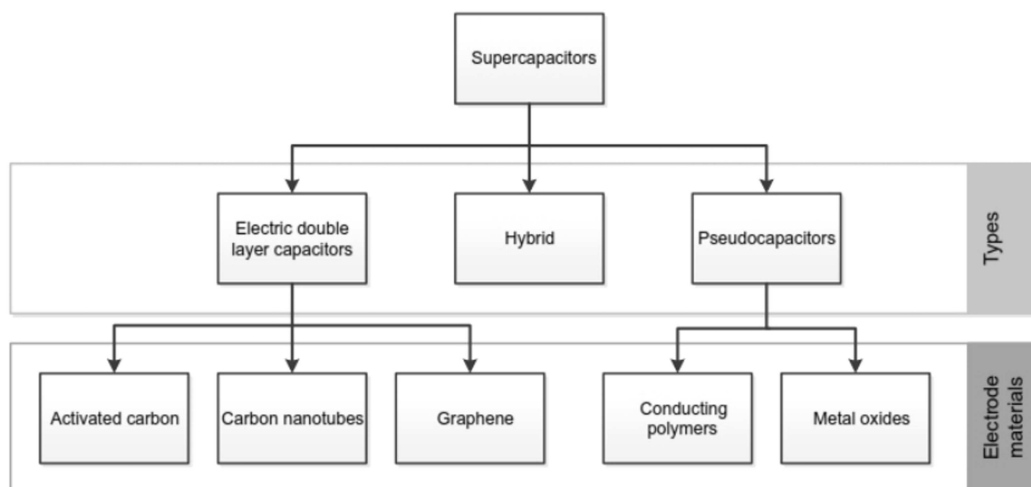 Supercapacitors
Electric double
layer capacitors
Hybrid
Pseudocapacitors
Types
Activated carbon
Carbon nanotubes
Graphene
Conducting
polymers
Metal oxides
Electrode
materials